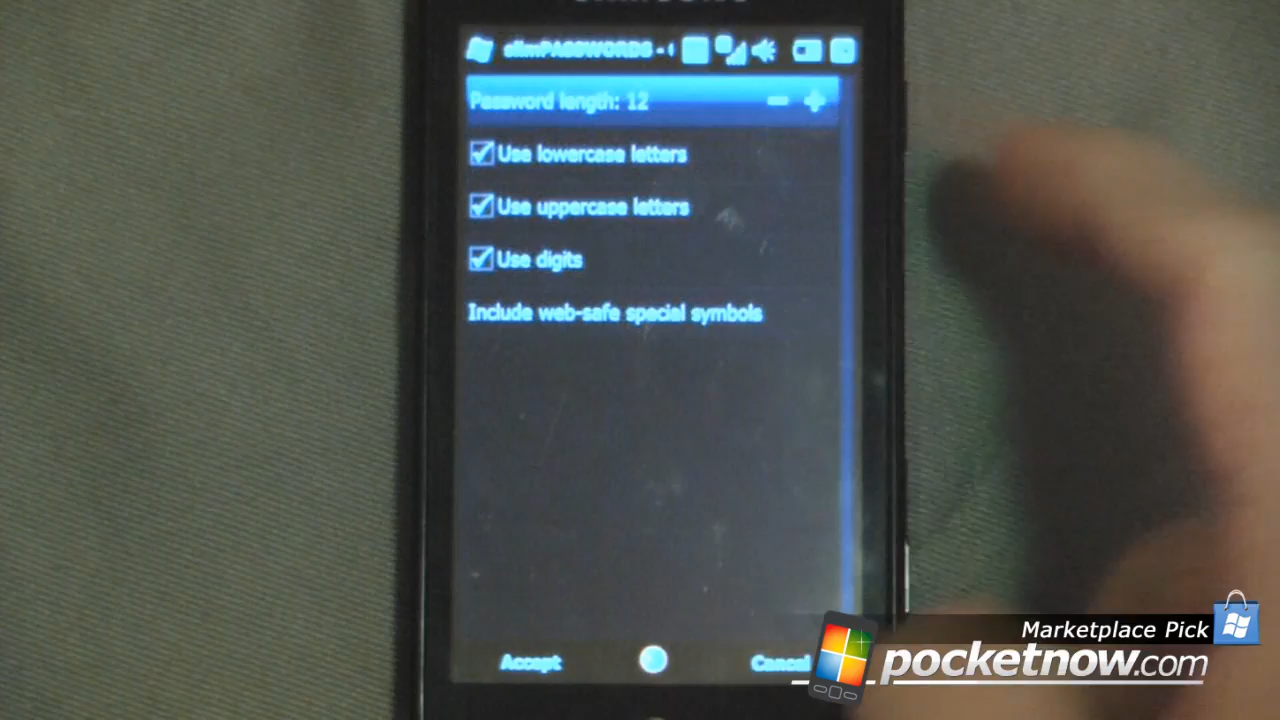 slimPASSWORDS -
Password length: 12
Use lowercase letters
Use uppercase letters
Use digits
Include web-safe special symbols
Accept
Cancel
Marketplace Pick
pocketnow.com